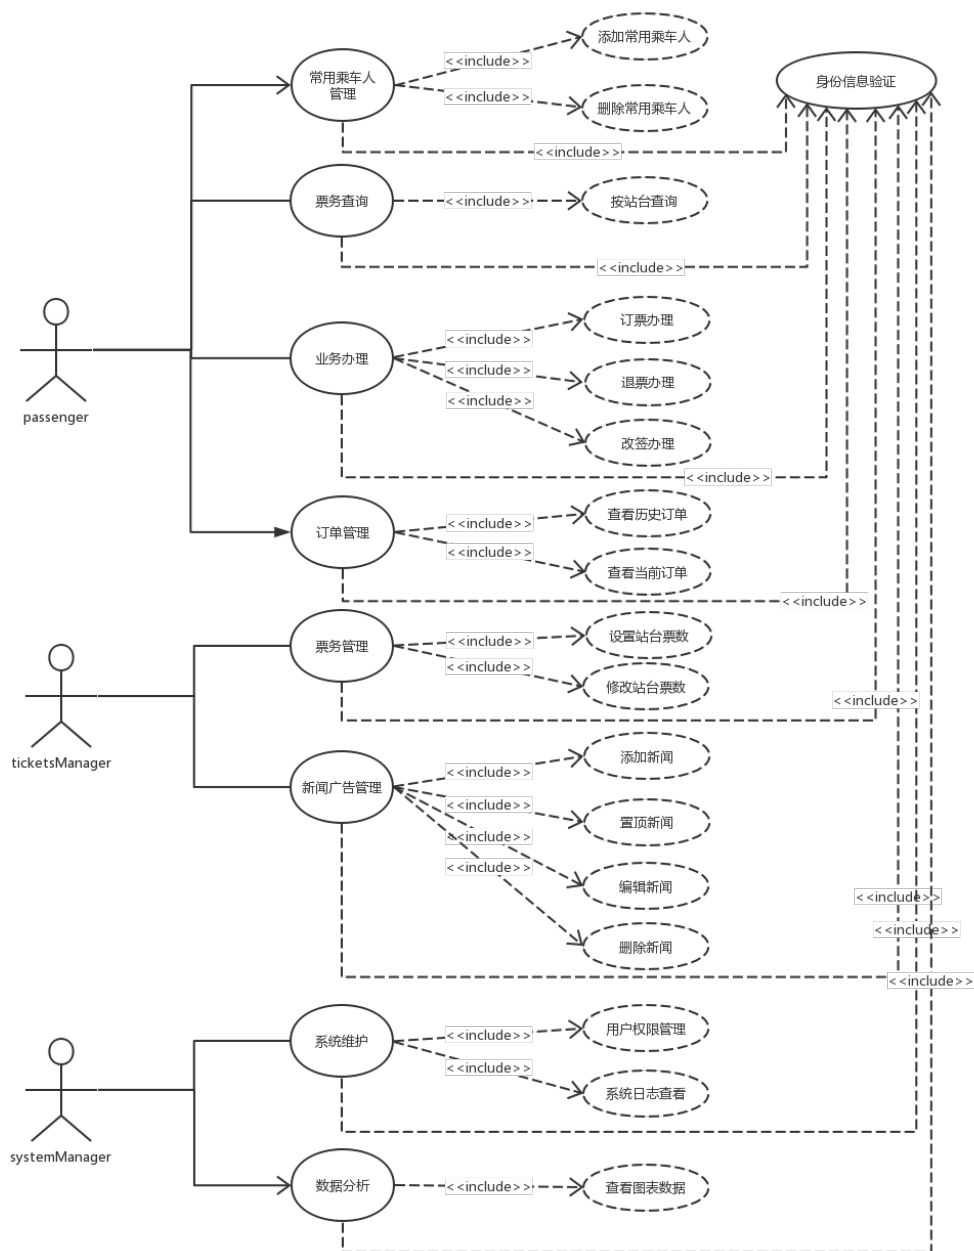 添加常用乘车人
<<include>>
常用乘车人
管理
身份信息验证
<<include>>
删除常用乘车人
<<include>>
票务查询
<<include>>
按站台查询
<<include>>
订票办理
<<include>>
业务办理
<<include>>
退票办理
<<include>>
passenger
改签办理
<<include>>
查看历史订单
<<include>>
订单管理
<<include>>
查看当前订单
<<include>>
票务管理
<<include>>
设置站台票数
<<include>>
修改站台票数
<<include>>
ticketsManager
添加新闻
<<include>>
新闻广告管理
<<include>>
置顶新闻
<<include>>
<<include>>
编辑新闻
<<include>>
<<include>>
删除新闻
<<include>>
系统维护
<<include>>
用户权限管理
<<include>>
系统日志查看
systemManager
数据分析
<<include>>
查看图表数据